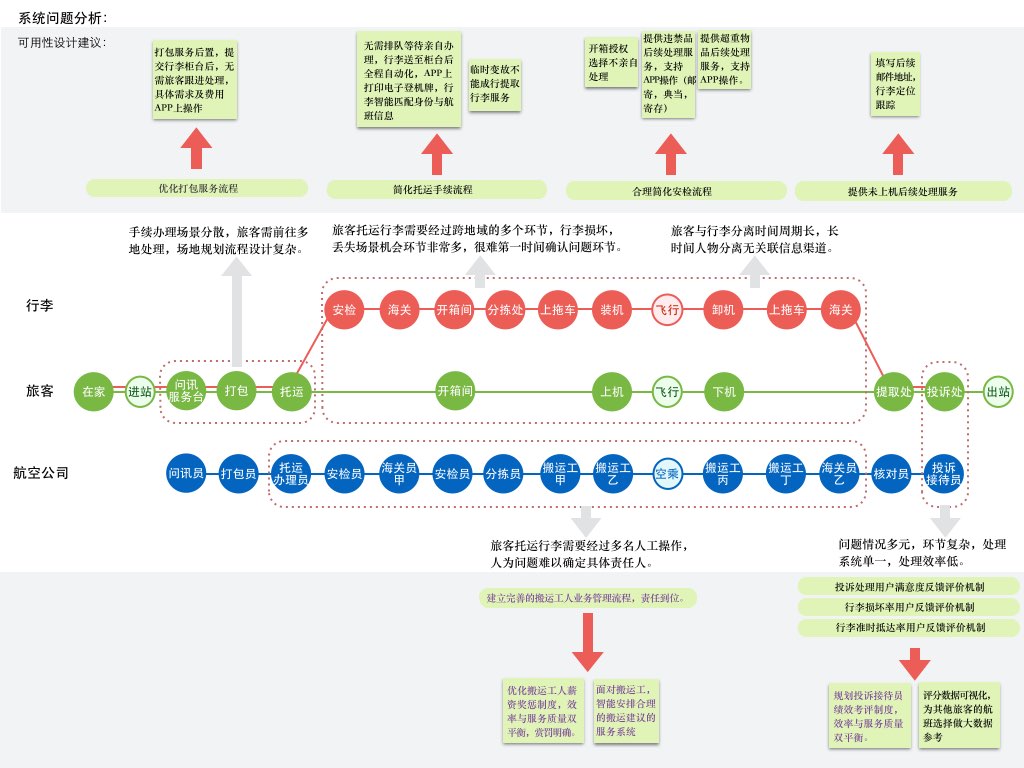 系统问题分析：
可用性设计建议：
打包服务后置，提
交行李柜台后，无
需旅客跟进处理，
具体需求及费用
APP上操作
无需排队等待亲自办
理，行李送至柜台后
全程自动化，APP上
打印电子登机牌，行
李智能匹配身份与航
班信息
临时变故不
能成行提取
行李服务
开箱授权
选择不亲自
处理
提供违禁品
后续处理服
务，支持
APP操作（邮
寄，典当，
寄存）
提供超重物
品后续处理
服务，支持
APP操作。
填写后续
邮件地址，
行李定位
跟踪
优化打包服务流程
简化托运手续流程
合理简化安检流程
提供未上机后续处理服务
手续办理场景分散，旅客需前往多
地处理，场地规划流程设计复杂。
旅客托运行李需要经过跨地域的多个环节，行李损坏，
丢失场景机会环节非常多，很难第一时间确认问题环节。
旅客与行李分离时间周期长，长
时间人物分离无关联信息渠道。
行李
安检
海关
开箱间
分拣处
上拖车
装机
飞行
卸机
上拖车
海关
旅客
在家
进站
问讯
服务台
打包
托运
开箱间
上机
飞行
下机
提取处
投诉处
出站
航空公司
问讯员
打包员
托运
办理员
安检员
海关员
甲
安检员
分拣员
搬运工
甲
搬运工
乙
空乘
搬运工
丙
搬运工
丁
海关员
乙
核对员
投诉
接待员
旅客托运行李需要经过多名人工操作，
人为问题难以确定具体责任人。
问题情况多元，环节复杂，处理
系统单一，处理效率低。
建立完善的搬运工人业务管理流程，责任到位。
投诉处理用户满意度反馈评价机制
行李损坏率用户反馈评价机制
行李准时抵达率用户反馈评价机制
优化搬运工人薪
资奖惩制度，效
率与服务质量双
平衡，赏罚明确。
面对搬运工，
智能安排合理
的搬运建议的
服务系统
规划投诉接待员
绩效考评制度，
效率与服务质量
双平衡。
评分数据可视化，
为其他旅客的航
班选择做大数据
参考